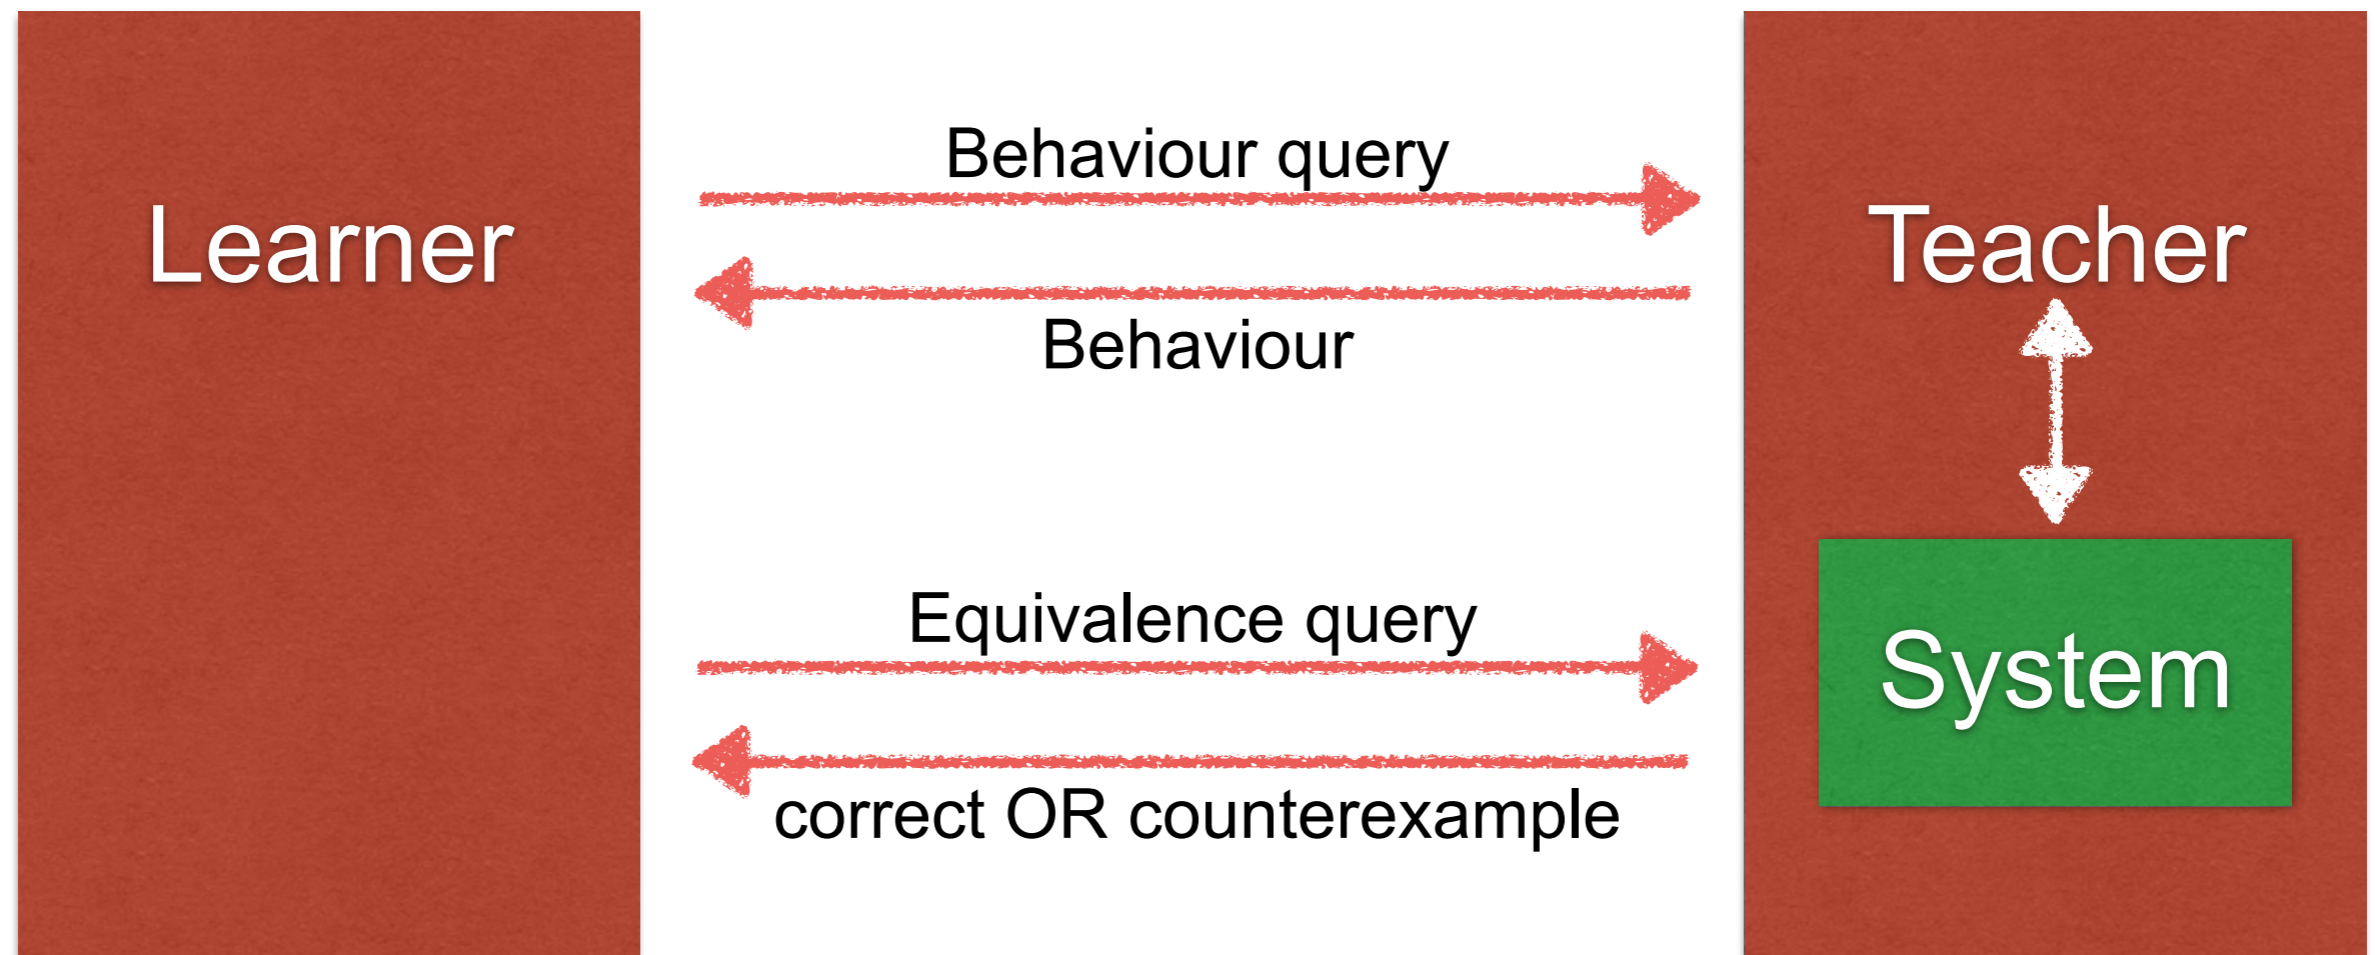 Learner
Behaviour query
Behaviour
Equivalence query
correct OR counterexample
Teacher
System